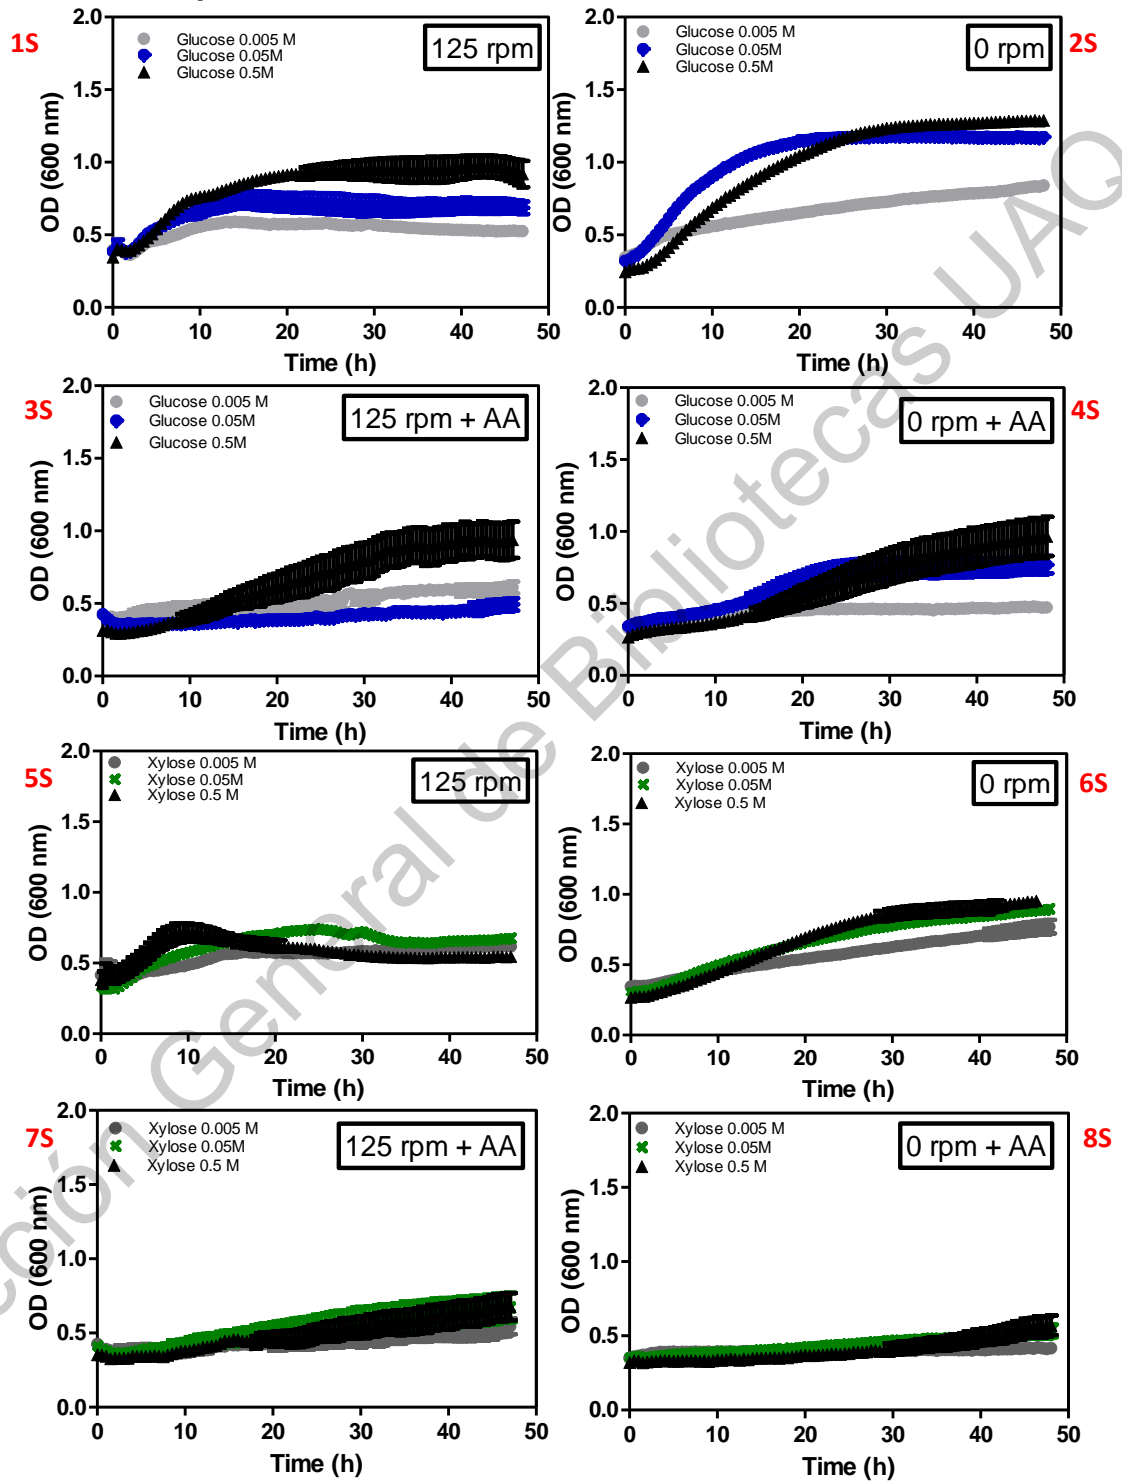 1S
2.0
1.5
1.0
0.5
0.0
OD (600 nm)
Glucose 0.005 M
Glucose 0.05M
Glucose 0.5M
125 rpm
0 10 20 30 40 50
Time (h)
2S
2.0
1.5
1.0
0.5
0.0
OD (600 nm)
Glucose 0.005 M
Glucose 0.05M
Glucose 0.5M
0 rpm
0 10 20 30 40 50
Time (h)
3S
2.0
1.5
1.0
0.5
0.0
OD (600 nm)
Glucose 0.005 M
Glucose 0.05M
Glucose 0.5M
125 rpm + AA
0 10 20 30 40 50
Time (h)
4S
2.0
1.5
1.0
0.5
0.0
OD (600 nm)
Glucose 0.005 M
Glucose 0.05M
Glucose 0.5M
0 rpm + AA
0 10 20 30 40 50
Time (h)
5S
2.0
1.5
1.0
0.5
0.0
OD (600 nm)
Xylose 0.005 M
Xylose 0.05M
Xylose 0.5 M
125 rpm
0 10 20 30 40 50
Time (h)
6S
2.0
1.5
1.0
0.5
0.0
OD (600 nm)
Xylose 0.005 M
Xylose 0.05M
Xylose 0.5 M
0 rpm
0 10 20 30 40 50
Time (h)
7S
2.0
1.5
1.0
0.5
0.0
OD (600 nm)
Xylose 0.005 M
Xylose 0.05M
Xylose 0.5 M
125 rpm + AA
0 10 20 30 40 50
Time (h)
8S
2.0
1.5
1.0
0.5
0.0
OD (600 nm)
Xylose 0.005 M
Xylose 0.05M
Xylose 0.5 M
0 rpm + AA
0 10 20 30 40 50
Time (h)
cción General de Bibliotecas UAQ